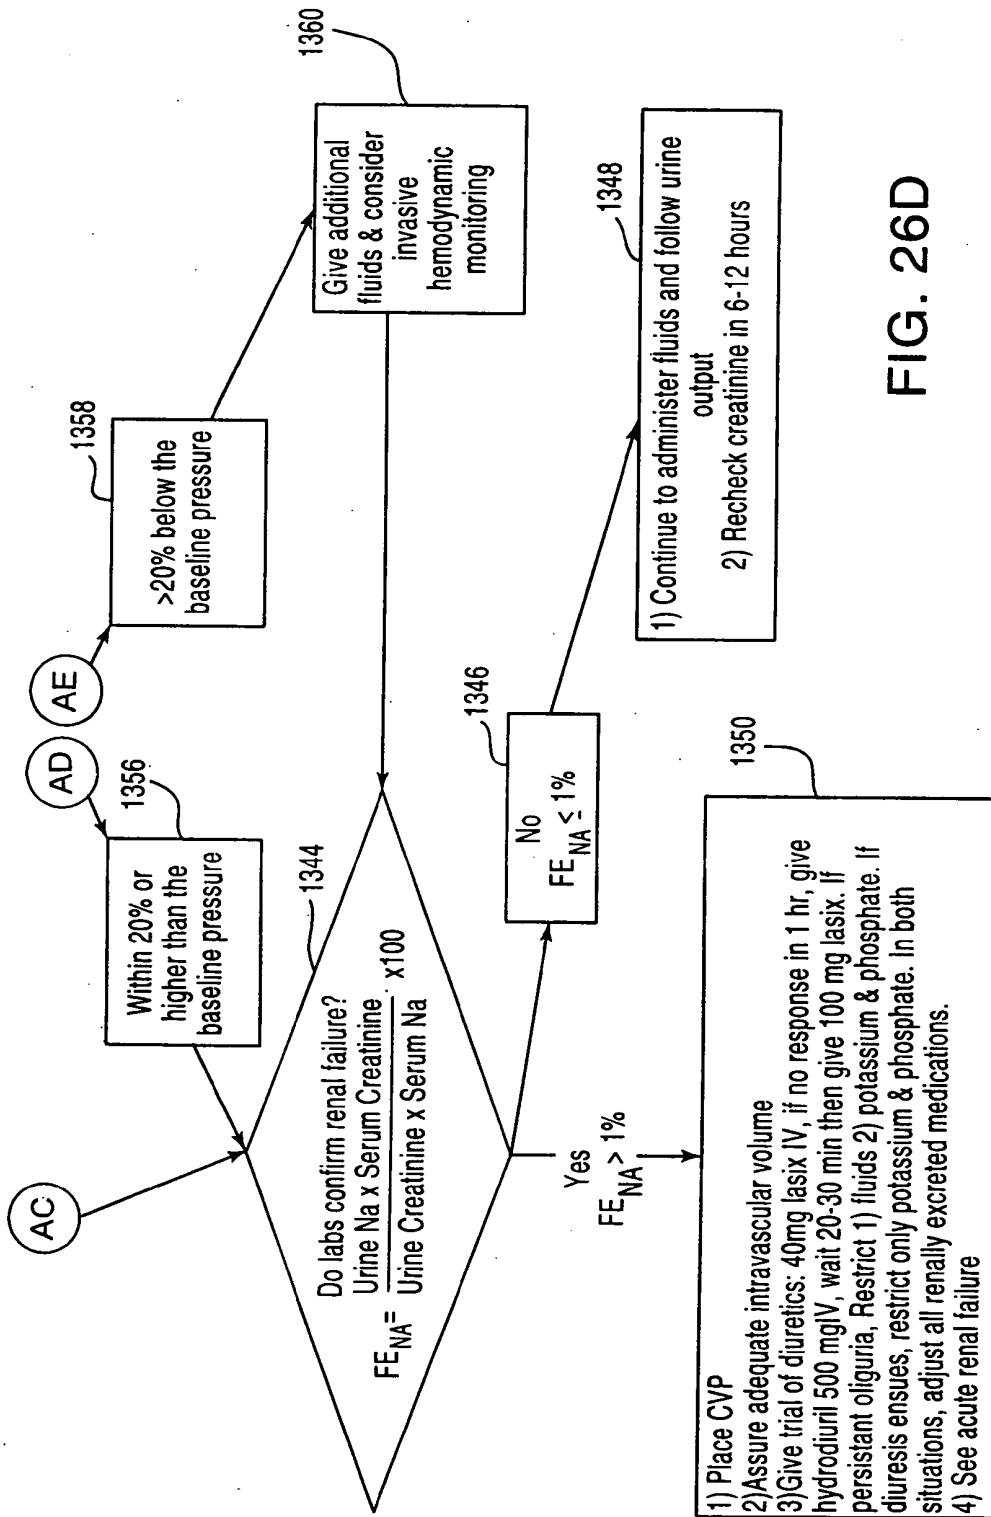 AC
AD
AE
1356
Within 20% or
higher than the
baseline pressure
1358
>20% below the
baseline pressure
1360
Give additional
fluids & consider
invasive
hemodynamic
monitoring
1344
Do labs confirm renal failure?
FE_NA = Urine Na x Serum Creatinine x100
Urine Creatinine x Serum Na
1346
No
FE_NA ≤ 1%
1348
1) Continue to administer fluids and follow urine
output
2) Recheck creatinine in 6-12 hours
Yes
FE_NA > 1%
1350
1) Place CVP
2)Assure adequate intravascular volume
3)Give trial of diuretics: 40mg lasix IV, if no response in 1 hr, give
hydrodiuril 500 mgIV, wait 20-30 min then give 100 mg lasix. If
persistant oliguria, Restrict 1) fluids 2) potassium & phosphate. If
diuresis ensues, restrict only potassium & phosphate. In both
situations, adjust all renally excreted medications.
4) See acute renal failure
FIG. 26D